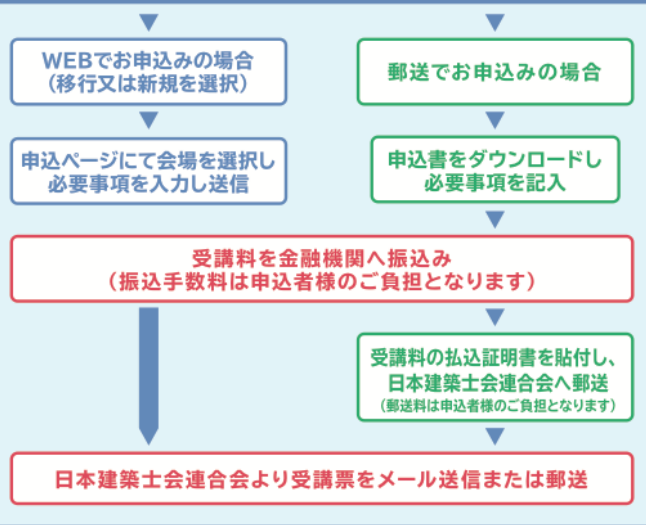 WEBでお申込みの場合
（移行又は新規を選択）
申込ページにて会場を選択し
必要事項を入力し送信
郵送でお申込みの場合
申込書をダウンロードし
必要事項を記入
受講料を金融機関へ振込み
（振込手数料は申込者様のご負担となります）
受講料の払込証明書を貼付し、
日本建築士会連合会へ郵送
（郵送料は申込者様のご負担となります）
日本建築士会連合会より受講票をメール送信または郵送